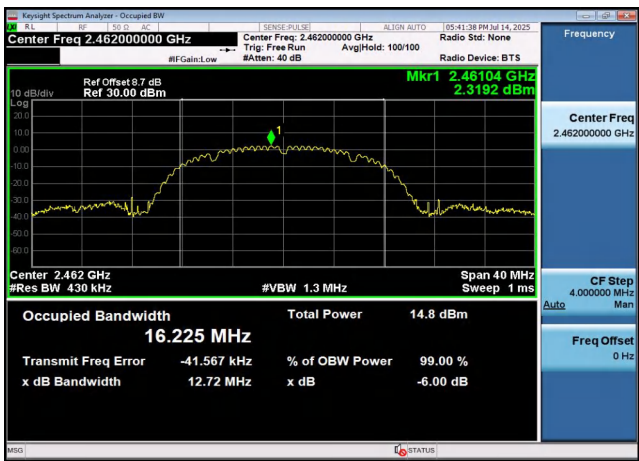 Keysight Spectrum Analyzer - Occupied BW
RL RF 50 Ω AC SENSE:PULSE ALIGN AUTO 05:41:38 PM Jul 14, 2025
Center Freq 2.462000000 GHz Center Freq: 2.462000000 GHz Radio Std: None
Trig: Free Run Avg|Hold: 100/100
#IFGain:Low #Atten: 40 dB Radio Device: BTS
Frequency
Ref Offset 8.7 dB Mkr1 2.46104 GHz
10 dB/div Ref 30.00 dBm 2.3192 dBm
Log
20.0
10.0
0.00
-10.0
-20.0
-30.0
-40.0
-50.0
-60.0
1
Center 2.462 GHz Span 40 MHz
#Res BW 430 kHz #VBW 1.3 MHz Sweep 1 ms
Occupied Bandwidth Total Power 14.8 dBm
16.225 MHz
Transmit Freq Error -41.567 kHz % of OBW Power 99.00 %
x dB Bandwidth 12.72 MHz x dB -6.00 dB
Center Freq
2.462000000 GHz
CF Step
4.000000 MHz
Auto Man
Freq Offset
0 Hz
MSG STATUS